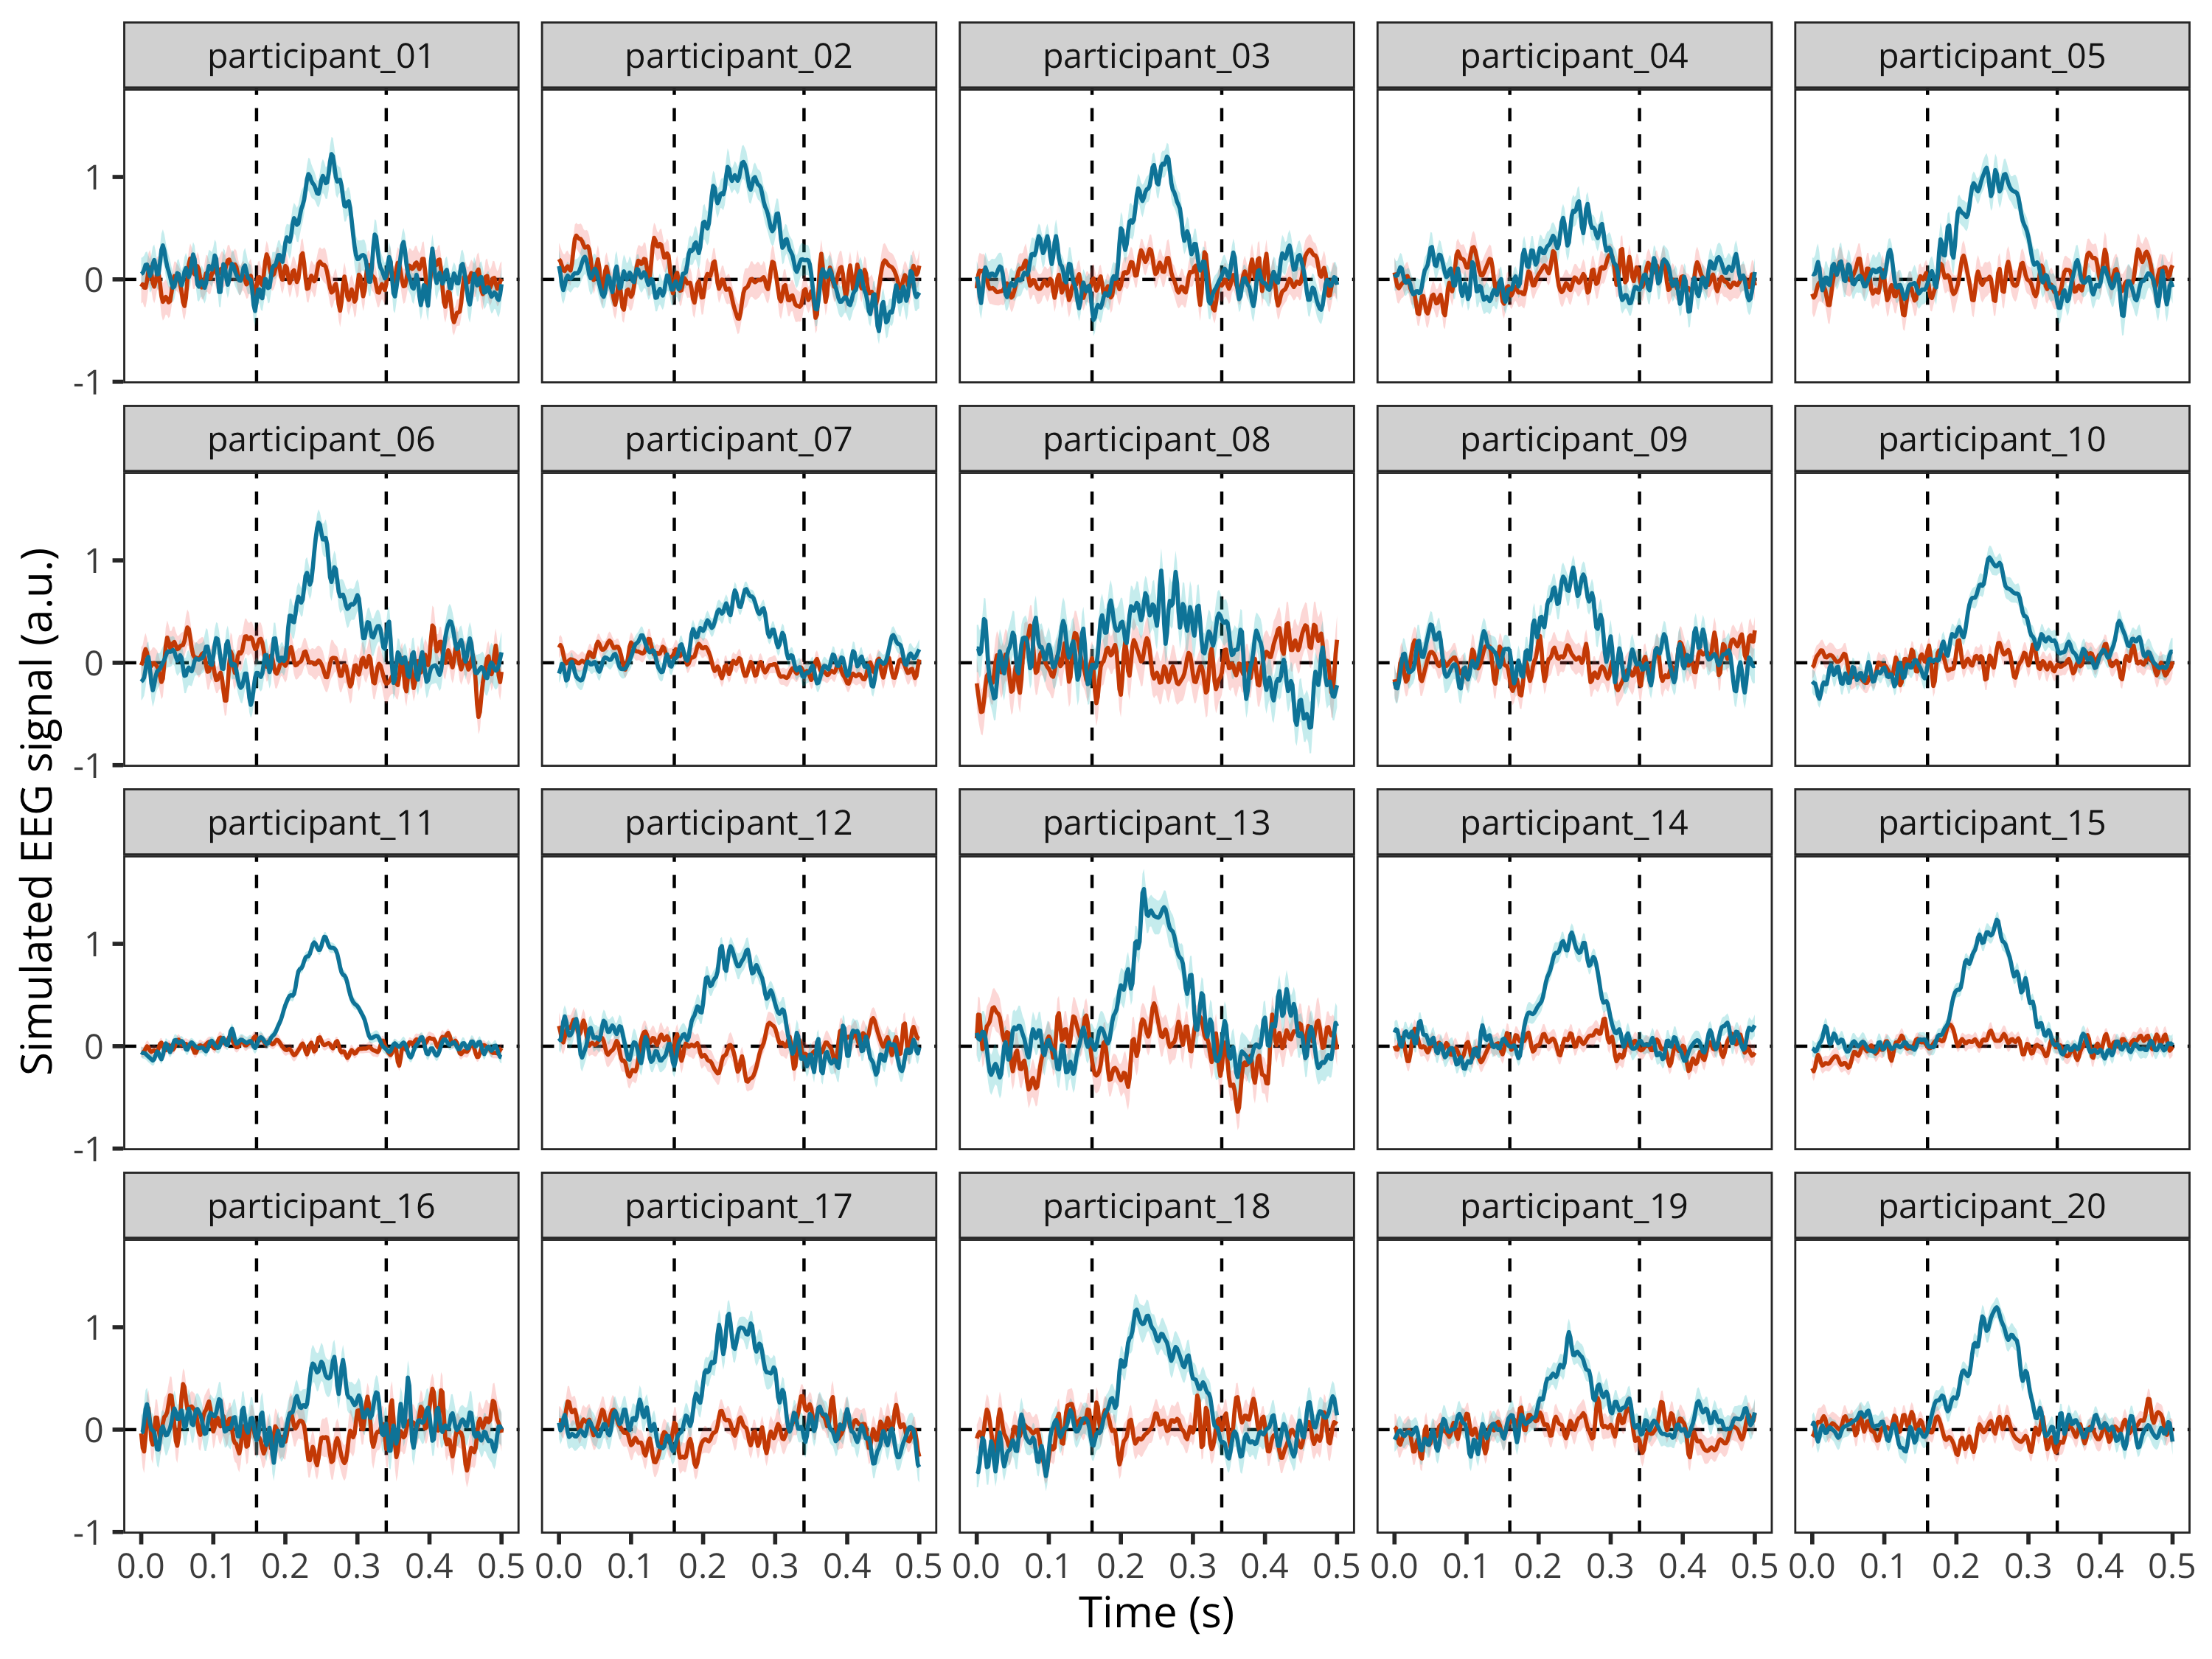 participant_01 participant_02 participant_03 participant_04 participant_05
1
0
-1
participant_06 participant_07 participant_08 participant_09 participant_10
1
0
-1
participant_11 participant_12 participant_13 participant_14 participant_15
1
0
-1
participant_16 participant_17 participant_18 participant_19 participant_20
1
0
-1
0.0 0.1 0.2 0.3 0.4 0.5 0.0 0.1 0.2 0.3 0.4 0.5 0.0 0.1 0.2 0.3 0.4 0.5 0.0 0.1 0.2 0.3 0.4 0.5 0.0 0.1 0.2 0.3 0.4 0.5
Time (s)
Simulated EEG signal (a.u.)